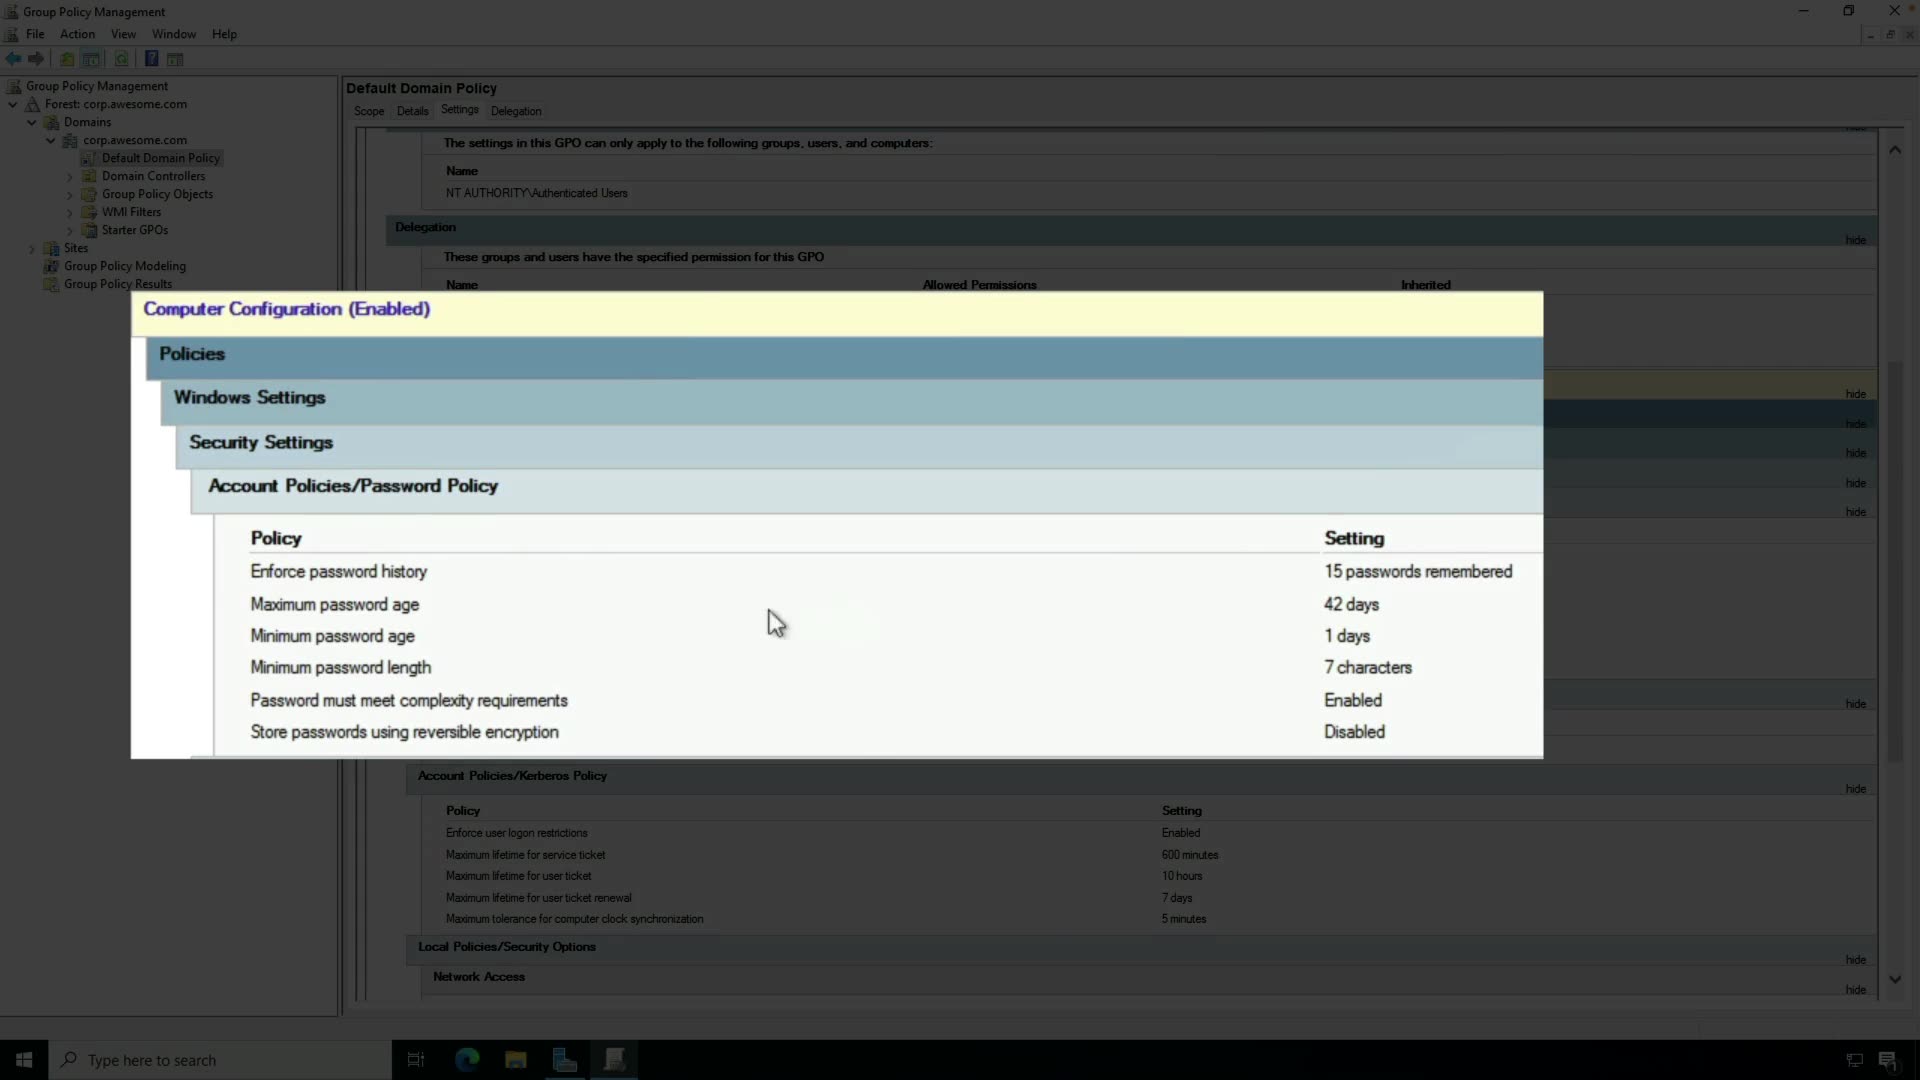 Group Policy Management
File Action View Window Help
Group Policy Management
Forest: corp.awesome.com
Domains
corp.awesome.com
Default Domain Policy
Domain Controllers
Group Policy Objects
WMI Filters
Starter GPOs
Sites
Group Policy Modeling
Group Policy Results
Default Domain Policy
Scope Details Settings Delegation
The settings in this GPO can only apply to the following groups, users, and computers:
Name
NT AUTHORITY\Authenticated Users
Delegation
hide
These groups and users have the specified permission for this GPO
Name Allowed Permissions Inherited
Computer Configuration (Enabled)
hide
Policies
hide
Windows Settings
hide
Security Settings
hide
Account Policies/Password Policy
hide
Policy Setting
Enforce password history 15 passwords remembered
Maximum password age 42 days
Minimum password age 1 days
Minimum password length 7 characters
Password must meet complexity requirements Enabled
hide
Store passwords using reversible encryption Disabled
Account Policies/Kerberos Policy
hide
Policy Setting
Enforce user logon restrictions Enabled
Maximum lifetime for service ticket 600 minutes
Maximum lifetime for user ticket 10 hours
Maximum lifetime for user ticket renewal 7 days
Maximum tolerance for computer clock synchronization 5 minutes
Local Policies/Security Options
hide
Network Access
hide
Type here to search